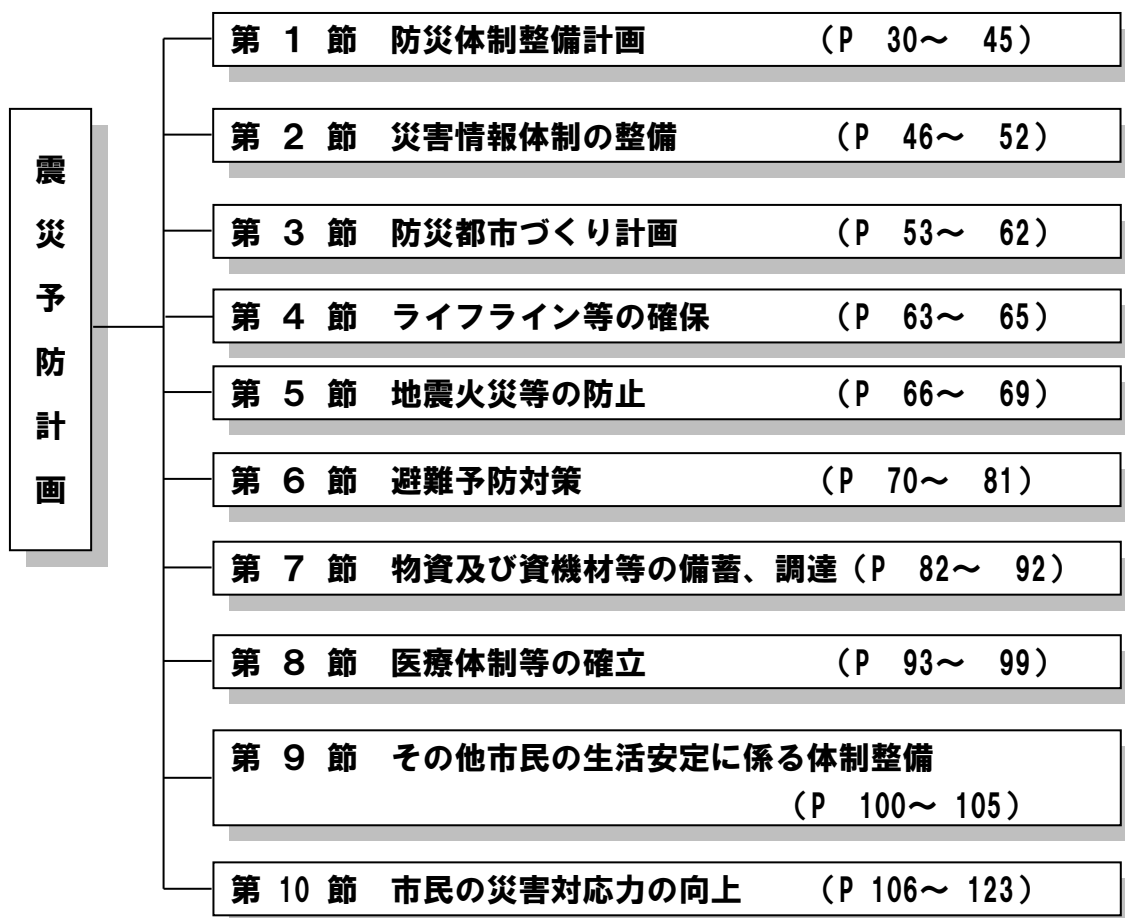 震災予防計画
第 1 節 防災体制整備計画 (P 30~ 45)
第 2 節 災害情報体制の整備 (P 46~ 52)
第 3 節 防災都市づくり計画 (P 53~ 62)
第 4 節 ライフライン等の確保 (P 63~ 65)
第 5 節 地震火災等の防止 (P 66~ 69)
第 6 節 避難予防対策 (P 70~ 81)
第 7 節 物資及び資機材等の備蓄、調達(P 82~ 92)
第 8 節 医療体制等の確立 (P 93~ 99)
第 9 節 その他市民の生活安定に係る体制整備
(P 100~ 105)
第 10 節 市民の災害対応力の向上 (P 106~ 123)